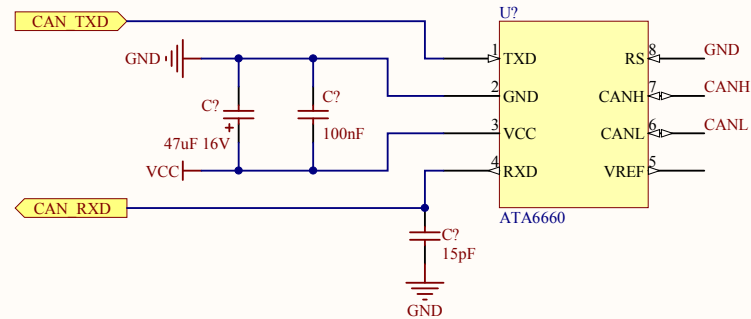 CAN_TXD
U?
1
TXD
RS
8
GND
GND
C?
C?
2
GND
CANH
7
CANH
47uF 16V
100nF
3
VCC
CANL
6
CANL
VCC
4
RXD
VREF
5
CAN_RXD
ATA6660
C?
15pF
GND